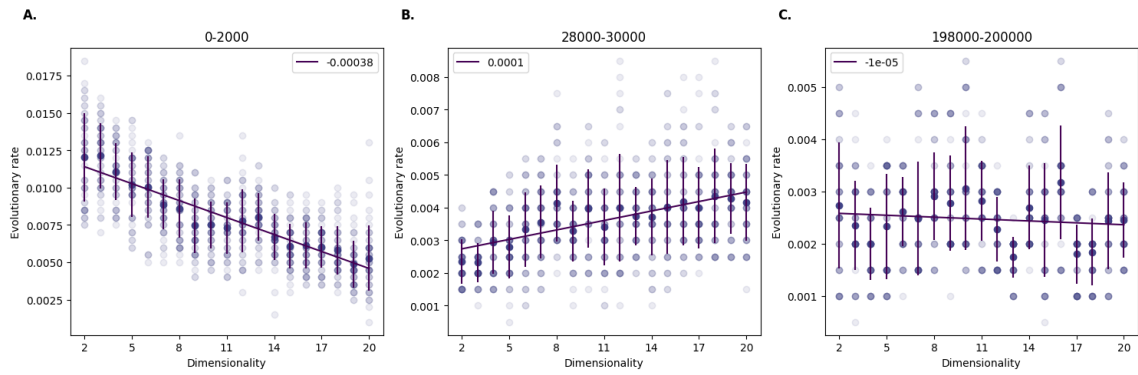 A.
0-2000
-0.00038
Evolutionary rate
0.0175
0.0150
0.0125
0.0100
0.0075
0.0050
0.0025
2 5 8 11 14 17 20
Dimensionality
B.
28000-30000
0.0001
Evolutionary rate
0.008
0.007
0.006
0.005
0.004
0.003
0.002
0.001
2 5 8 11 14 17 20
Dimensionality
C.
198000-200000
-1e-05
Evolutionary rate
0.005
0.004
0.003
0.002
0.001
2 5 8 11 14 17 20
Dimensionality